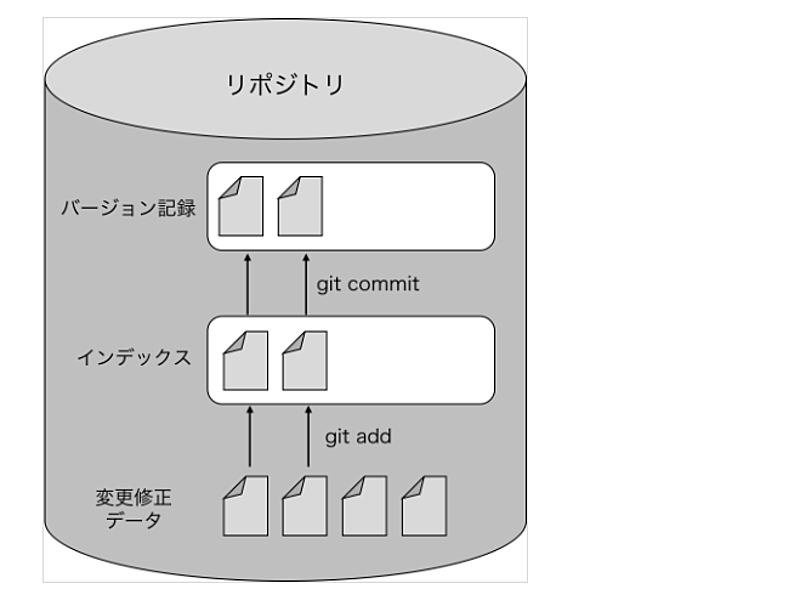 リポジトリ
バージョン記録
git commit
インデックス
git add
変更修正
データ